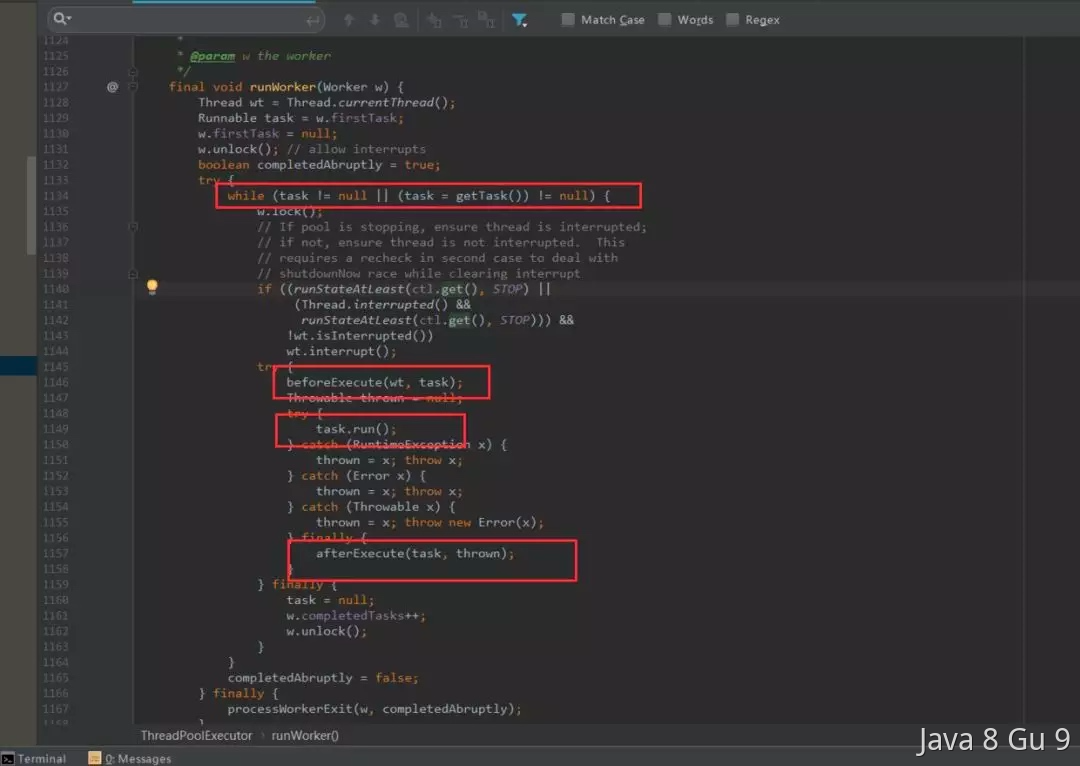 Match Case Words Regex
1124 *
1125 * @param w the worker
1126 */
1127 @ final void runWorker(Worker w) {
1128 Thread wt = Thread.currentThread();
1129 Runnable task = w.firstTask;
1130 w.firstTask = null;
1131 w.unlock(); // allow interrupts
1132 boolean completedAbruptly = true;
1133 try {
1134 while (task != null || (task = getTask()) != null) {
1135 w.lock();
1136 // If pool is stopping, ensure thread is interrupted;
1137 // if not, ensure thread is not interrupted. This
1138 // requires a recheck in second case to deal with
1139 // shutdownNow race while clearing interrupt
1140 if ((runStateAtLeast(ctl.get(), STOP) ||
1141 (Thread.interrupted() &&
1142 runStateAtLeast(ctl.get(), STOP))) &&
1143 !wt.isInterrupted())
1144 wt.interrupt();
1145 try {
1146 beforeExecute(wt, task);
1147 Throwable thrown = null;
1148 try {
1149 task.run();
1150 } catch (RuntimeException x) {
1151 thrown = x; throw x;
1152 } catch (Error x) {
1153 thrown = x; throw x;
1154 } catch (Throwable x) {
1155 thrown = x; throw new Error(x);
1156 } finally {
1157 afterExecute(task, thrown);
1158 }
1159 } finally {
1160 task = null;
1161 w.completedTasks++;
1162 w.unlock();
1163 }
1164 }
1165 completedAbruptly = false;
1166 } finally {
1167 processWorkerExit(w, completedAbruptly);
1168 }
ThreadPoolExecutor › runWorker()
Terminal 0: Messages
Java 8 Gu 9